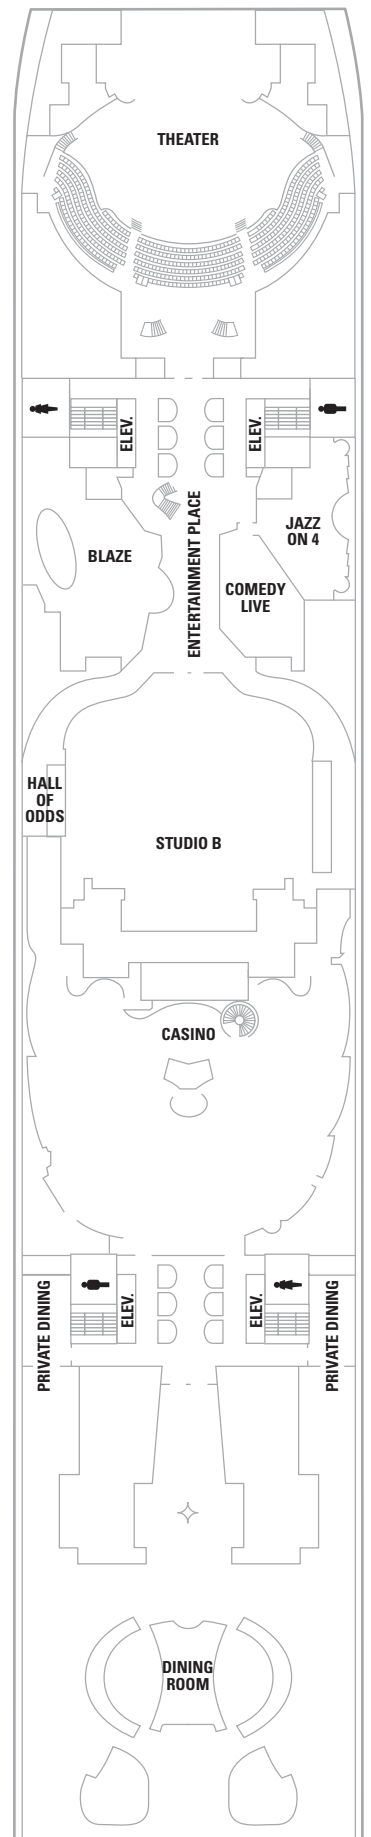 THEATER
ELEV.
ELEV.
ENTERTAINMENT PLACE
JAZZ
ON 4
BLAZE
COMEDY
LIVE
HALL
OF
ODDS
STUDIO B
CASINO
PRIVATE DINING
ELEV.
ELEV.
PRIVATE DINING
DINING
ROOM